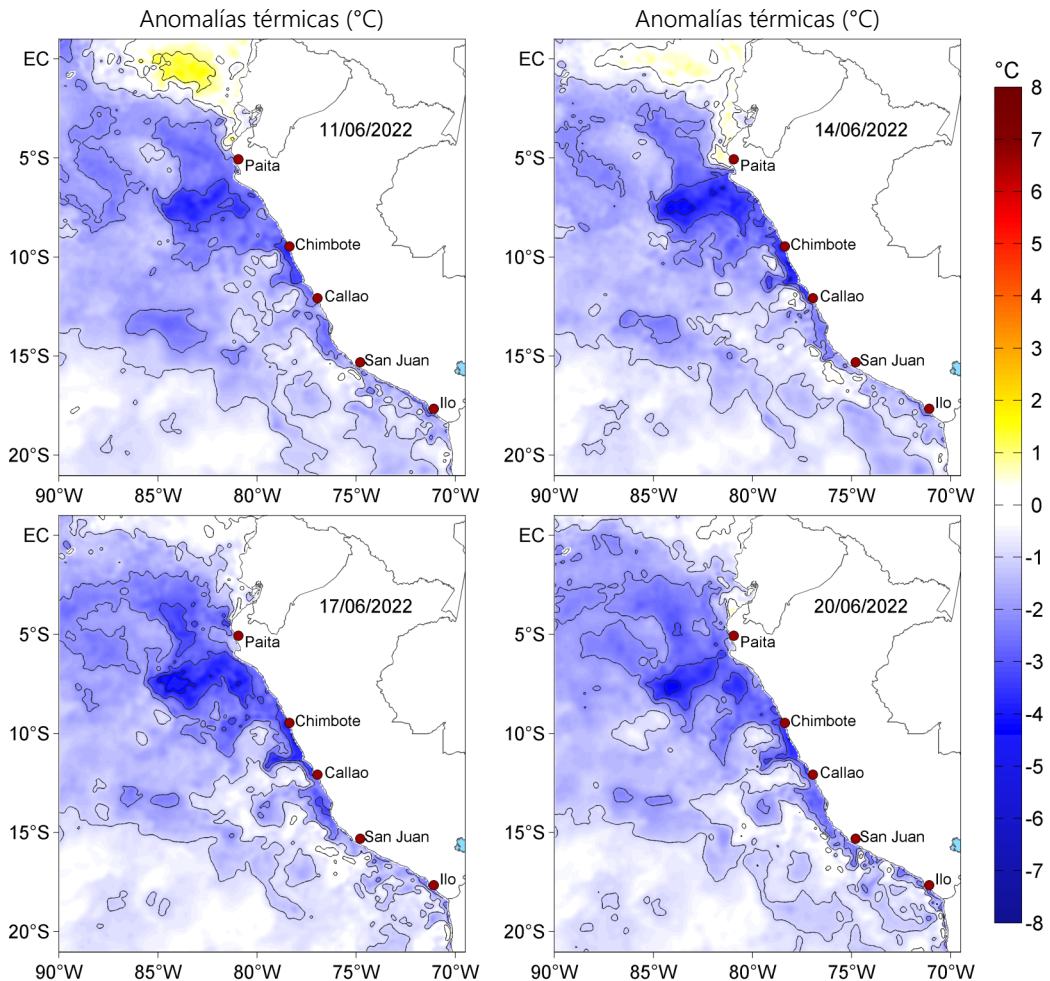 Anomalías térmicas (°C)
Anomalías térmicas (°C)
°C
8
7
6
5
4
3
2
1
0
-1
-2
-3
-4
-5
-6
-7
-8
EC
5°S
10°S
15°S
20°S
90°W 85°W 80°W 75°W 70°W
11/06/2022
Paita
Chimbote
Callao
San Juan
Ilo
EC
5°S
10°S
15°S
20°S
90°W 85°W 80°W 75°W 70°W
14/06/2022
Paita
Chimbote
Callao
San Juan
Ilo
EC
5°S
10°S
15°S
20°S
90°W 85°W 80°W 75°W 70°W
17/06/2022
Paita
Chimbote
Callao
San Juan
Ilo
EC
5°S
10°S
15°S
20°S
90°W 85°W 80°W 75°W 70°W
20/06/2022
Paita
Chimbote
Callao
San Juan
Ilo